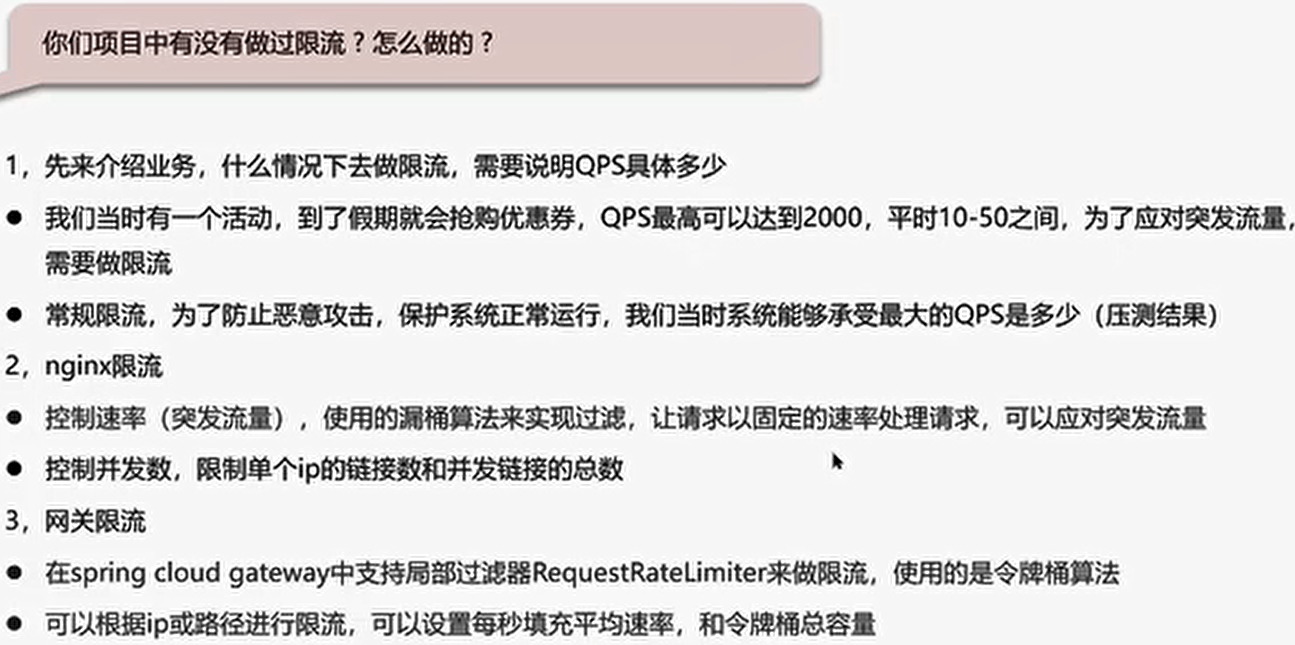 你们项目中有没有做过限流？怎么做的？
1，先来介绍业务，什么情况下去做限流，需要说明QPS具体多少
● 我们当时有一个活动，到了假期就会抢购优惠券，QPS最高可以达到2000，平时10-50之间，为了应对突发流量，
需要做限流
● 常规限流，为了防止恶意攻击，保护系统正常运行，我们当时系统能够承受最大的QPS是多少（压测结果）
2，nginx限流
● 控制速率（突发流量），使用的漏桶算法来实现过滤，让请求以固定的速率处理请求，可以应对突发流量
● 控制并发数，限制单个ip的链接数和并发链接的总数
3，网关限流
● 在spring cloud gateway中支持局部过滤器RequestRateLimiter来做限流，使用的是令牌桶算法
● 可以根据ip或路径进行限流，可以设置每秒填充平均速率，和令牌桶总容量